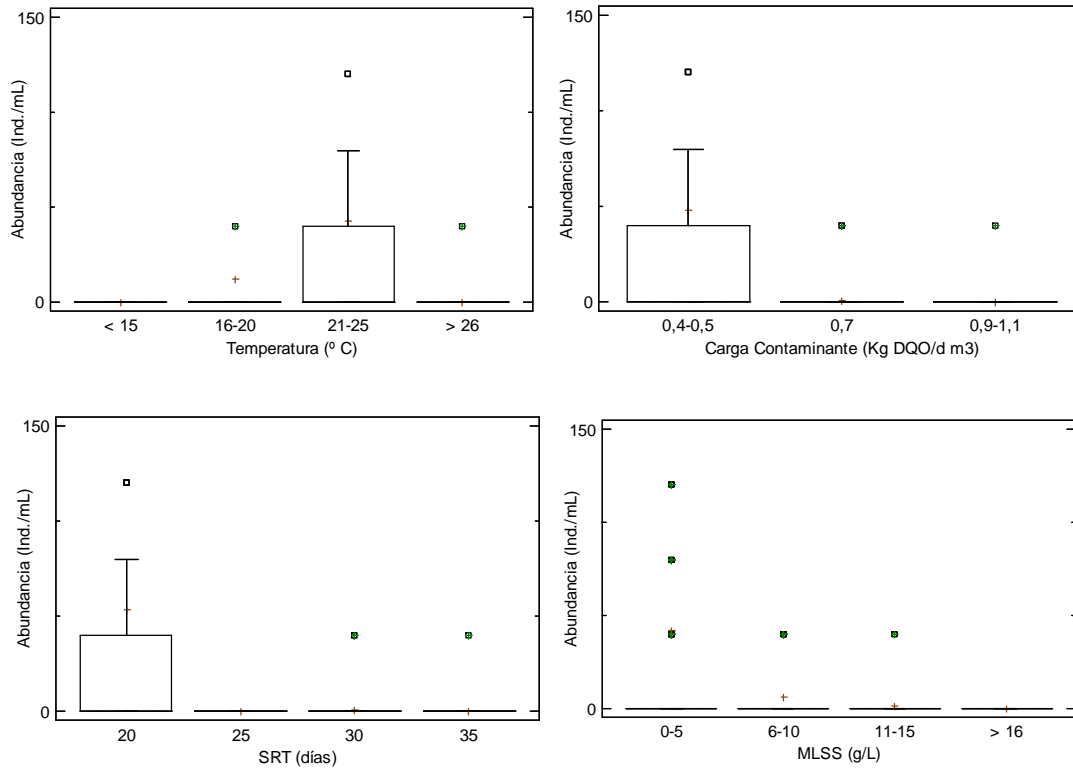 150
Abundancia (Ind./mL)
0
< 15 16-20 21-25 > 26
Temperatura (º C)
150
Abundancia (Ind./mL)
0
0,4-0,5 0,7 0,9-1,1
Carga Contaminante (Kg DQO/d m3)
150
Abundancia (Ind./mL)
0
20 25 30 35
SRT (días)
150
Abundancia (Ind./mL)
0
0-5 6-10 11-15 > 16
MLSS (g/L)